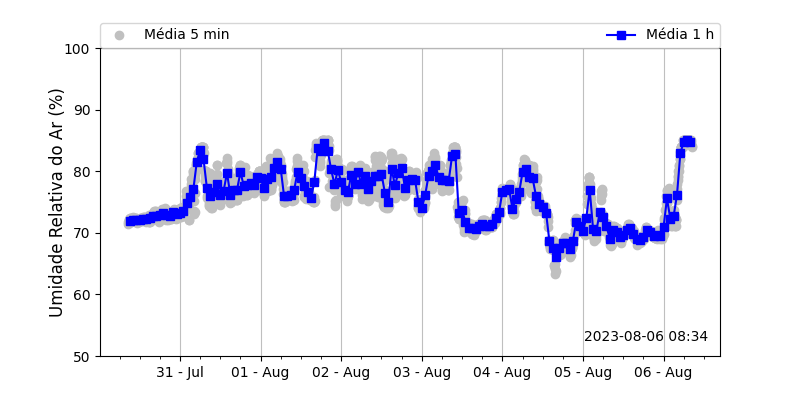 Média 5 min
Média 1 h
Umidade Relativa do Ar (%)
100
90
80
70
60
50
2023-08-06 08:34
31 - Jul
01 - Aug
02 - Aug
03 - Aug
04 - Aug
05 - Aug
06 - Aug